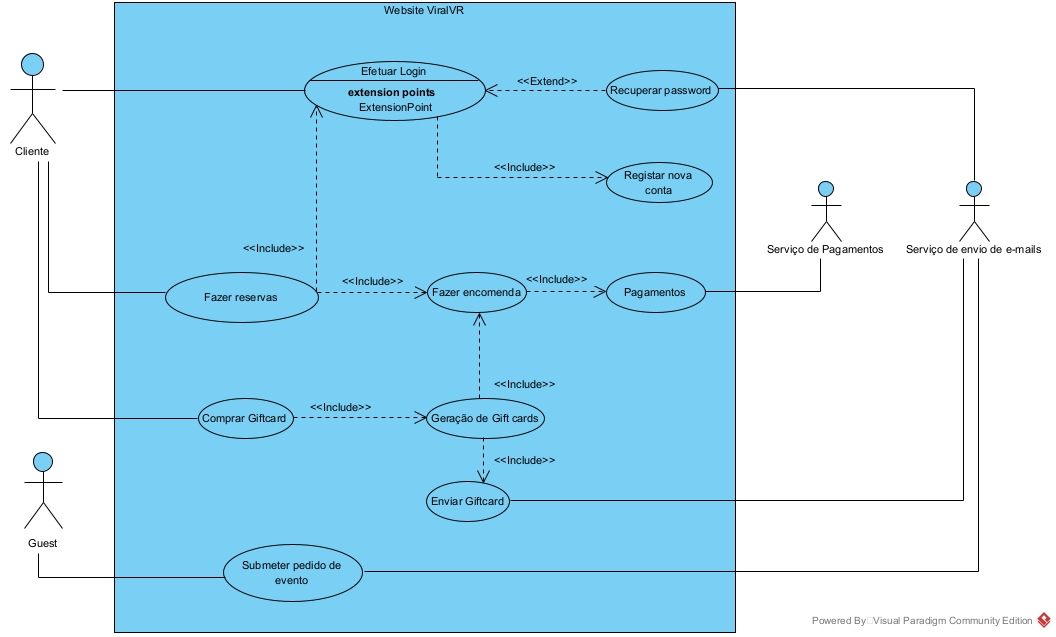 Website ViralVR
Efetuar Login
extension points
ExtensionPoint
<<Extend>>
Recuperar password
Cliente
<<Include>>
Registar nova
conta
Serviço de Pagamentos
Serviço de envio de e-mails
<<Include>>
Fazer reservas
<<Include>>
Fazer encomenda
<<Include>>
Pagamentos
<<Include>>
Comprar Giftcard
<<Include>>
Geração de Gift cards
<<Include>>
Enviar Giftcard
Guest
Submeter pedido de
evento
Powered By Visual Paradigm Community Edition